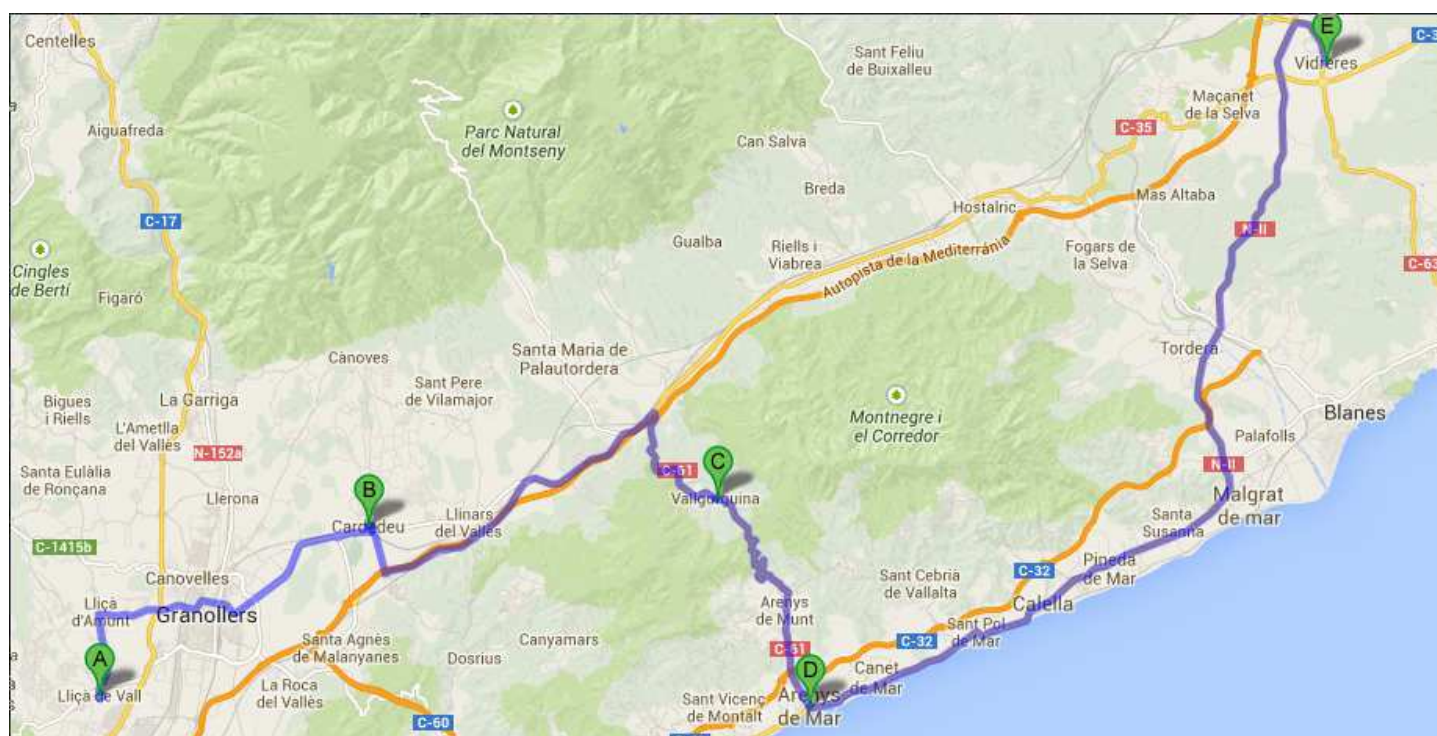 Centelles
Sant Feliu
de Buixalleu
E
Vidreres
C-3
Maçanet
de la Selva
Aiguafreda
Parc Natural
del Montseny
Can Salva
C-35
Breda
Mas Altaba
Hostalric
C-17
N-II
Gualba
Riells i
Viabrea
Autopista de la Mediterrània
Fogars de
la Selva
C-63
Cingles
de Bertí
Figaró
Cànoves
Santa Maria de
Palautordera
Tordera
Sant Pere
de Vilamajor
Bigues
i Riells
La Garriga
Montnegre i
el Corredor
Blanes
L'Ametlla
del Vallès
N-152a
Palafolls
Santa Eulàlia
de Ronçana
Llerona
B
C-61
C
Vallgorguina
N-II
Malgrat
de mar
Cardedeu
Llinars
del Vallès
Santa
Susanna
C-1415b
Canovelles
Pineda
de Mar
Lliçà
d'Amunt
Granollers
Sant Cebrià
de Vallalta
C-32
Calella
Arenys
de Munt
Santa Agnès
de Malanyanes
Canyamars
Dosrius
C-32
Sant Pol
de Mar
A
Lliçà de Vall
La Roca
del Vallès
C-61
D
Canet
de Mar
Sant Vicenç
de Montalt
Arenys
de Mar
C-60